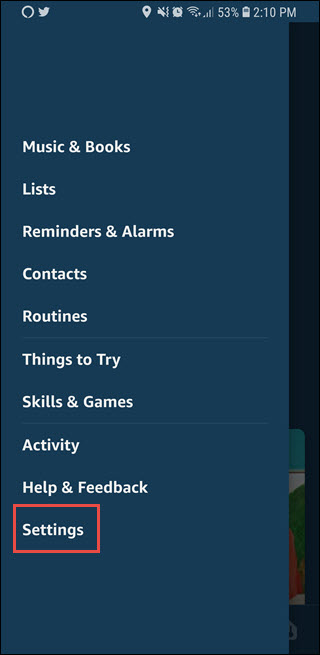 53% 2:10 PM
Music & Books
Lists
Reminders & Alarms
Contacts
Routines
Things to Try
Skills & Games
Activity
Help & Feedback
Settings